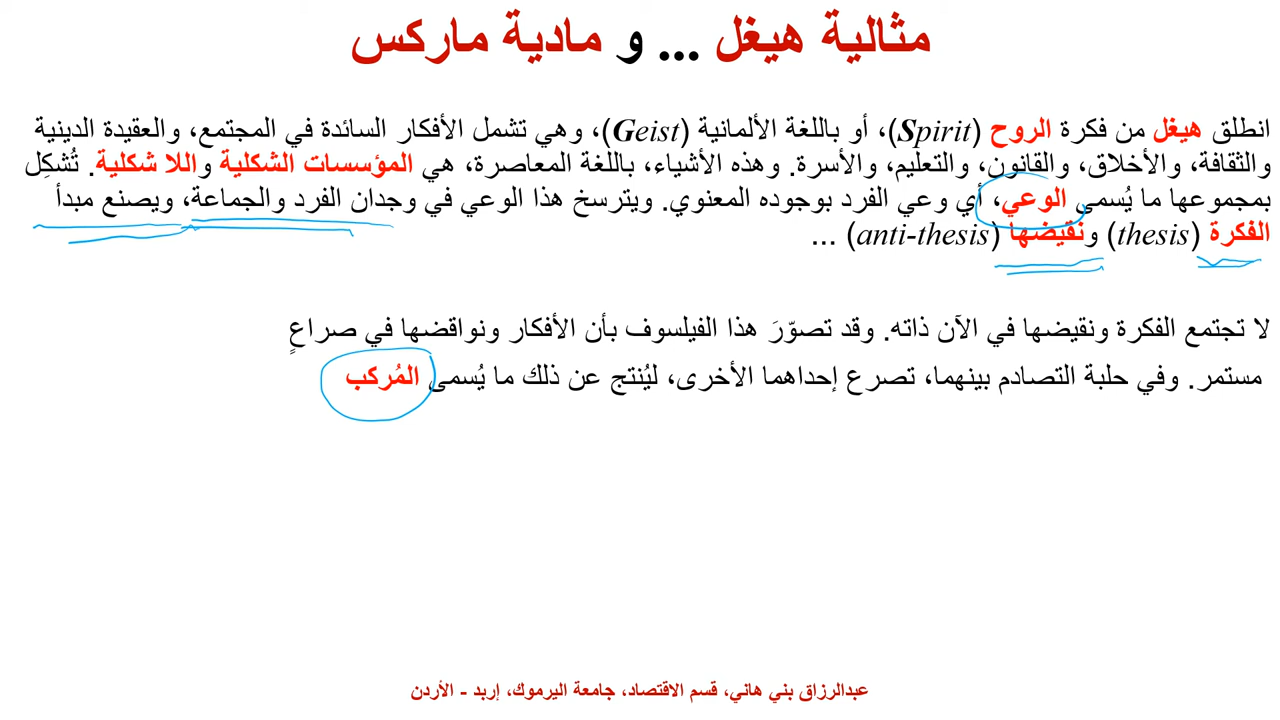 مثالية هيغل ... و مادية ماركس
انطلق هيغل من فكرة الروح (Spirit)، أو باللغة الألمانية (Geist)، وهي تشمل الأفكار السائدة في المجتمع، والعقيدة الدينية
والثقافة، والأخلاق، والقانون، والتعليم، والأسرة. وهذه الأشياء، باللغة المعاصرة، هي المؤسسات الشكلية واللا شكلية. تُشكِل
بمجموعها ما يُسمى الوعي، أي وعي الفرد بوجوده المعنوي. ويترسخ هذا الوعي في وجدان الفرد والجماعة، ويصنع مبدأ
الفكرة (thesis) ونقيضها (anti-thesis) ...
لا تجتمع الفكرة ونقيضها في الآن ذاته. وقد تصوّرَ هذا الفيلسوف بأن الأفكار ونواقضها في صراعٍ
مستمر. وفي حلبة التصادم بينهما، تصرع إحداهما الأخرى، ليُنتج عن ذلك ما يُسمى المُركب
عبدالرزاق بني هاني، قسم الاقتصاد، جامعة اليرموك، إربد - الأردن